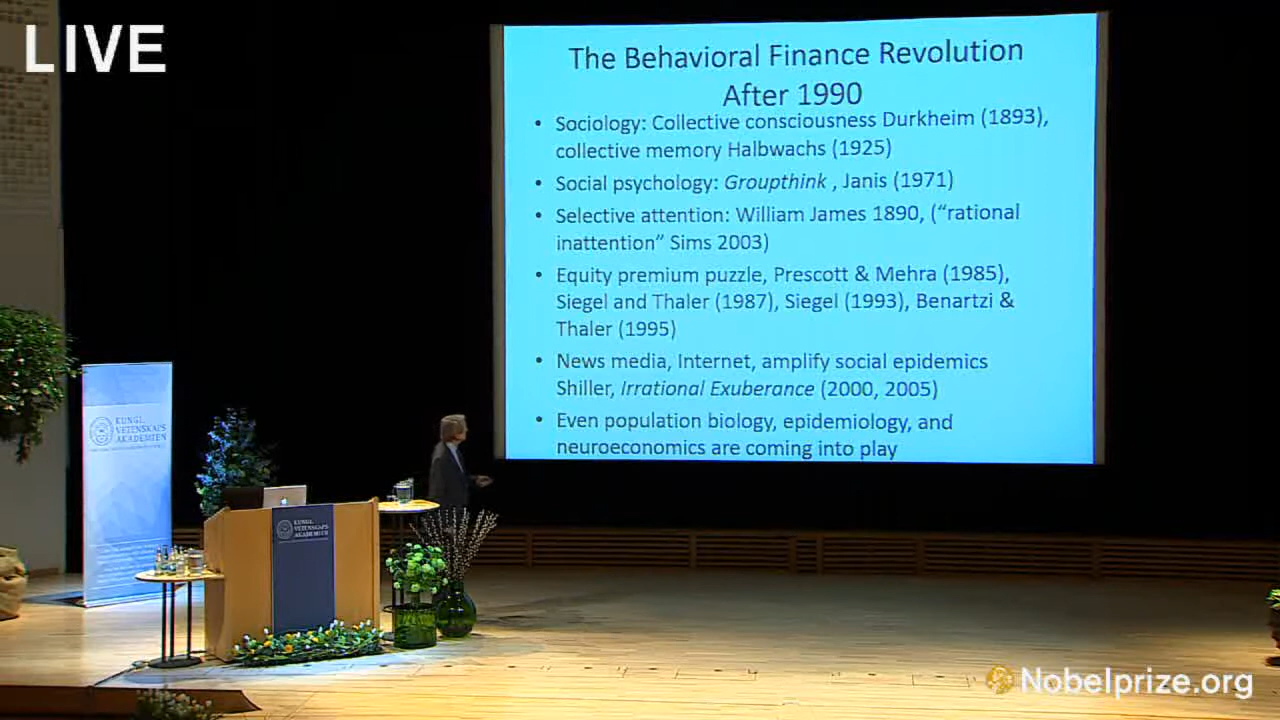 LIVE
The Behavioral Finance Revolution
After 1990
• Sociology: Collective consciousness Durkheim (1893),
collective memory Halbwachs (1925)
• Social psychology: Groupthink , Janis (1971)
• Selective attention: William James 1890, (“rational
inattention” Sims 2003)
• Equity premium puzzle, Prescott & Mehra (1985),
Siegel and Thaler (1987), Siegel (1993), Benartzi &
Thaler (1995)
• News media, Internet, amplify social epidemics
Shiller, Irrational Exuberance (2000, 2005)
• Even population biology, epidemiology, and
neuroeconomics are coming into play
KUNGL.
VETENSKAPS
AKADEMIEN
KUNGL.
VETENSKAPS
AKADEMIEN
Nobelprize.org